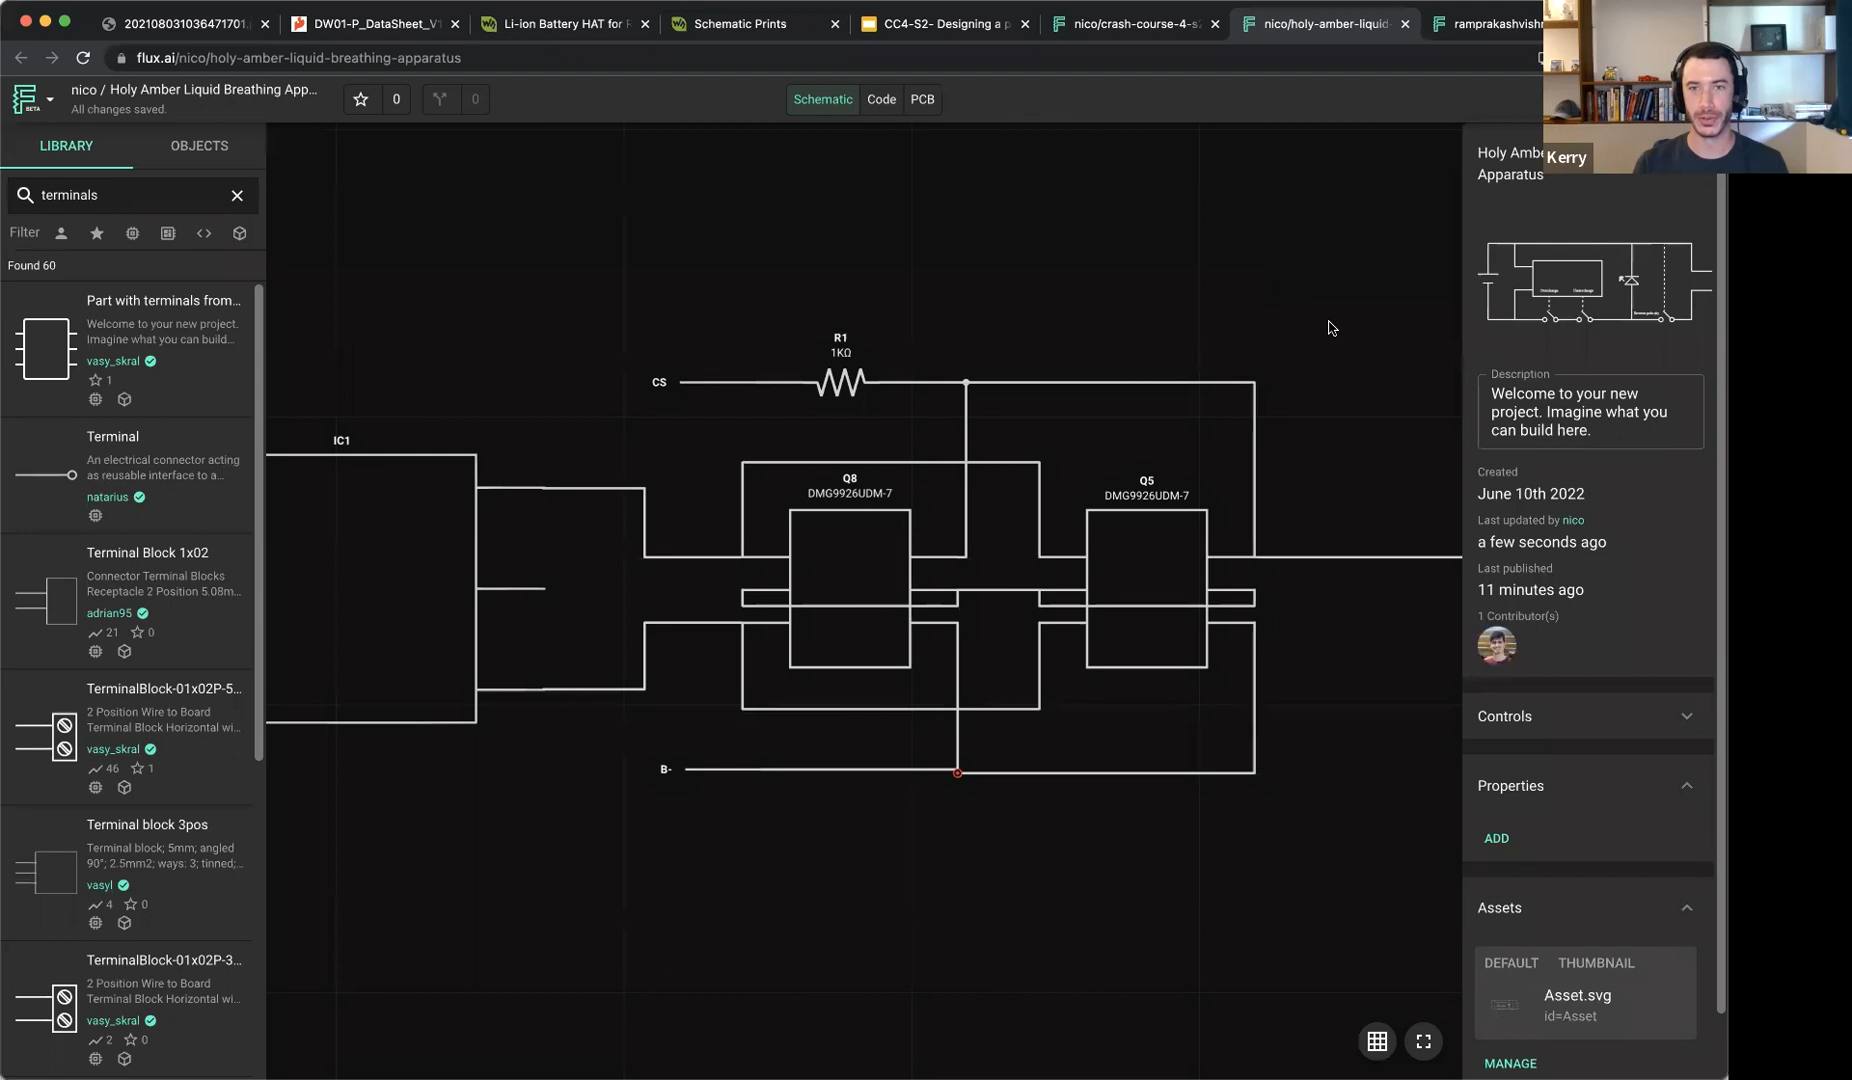 202108031036471701.
DW01-P_DataSheet_V1
Li-ion Battery HAT for
Schematic Prints
CC4-S2- Designing a p
nico/crash-course-4-s
nico/holy-amber-liquid
ramprakashvish
flux.ai/nico/holy-amber-liquid-breathing-apparatus
BETA
nico / Holy Amber Liquid Breathing App...
All changes saved.
0
0
Schematic
Code
PCB
Kerry
LIBRARY
OBJECTS
terminals
Filter
Found 60
Part with terminals from...
Welcome to your new
project. Imagine what you
can build...
vasy_skral
1
Terminal
An electrical connector acting
as reusable interface to a...
natarius
Terminal Block 1x02
Connector Terminal Blocks
Receptacle 2 Position 5.08m...
adrian95
21
0
TerminalBlock-01x02P-5...
2 Position Wire to Board
Terminal Block Horizontal wi...
vasy_skral
46
1
Terminal block 3pos
Terminal block; 5mm; angled
90°; 2.5mm2; ways: 3; tinned;...
vasyl
4
0
TerminalBlock-01x02P-3...
2 Position Wire to Board
Terminal Block Horizontal wi...
vasy_skral
2
0
R1
1KΩ
CS
IC1
Q8
DMG9926UDM-7
Q5
DMG9926UDM-7
B-
Holy Ambe
Apparatus
Description
Welcome to your new
project. Imagine what you
can build here.
Created
June 10th 2022
Last updated by nico
a few seconds ago
Last published
11 minutes ago
1 Contributor(s)
Controls
Properties
ADD
Assets
DEFAULT
THUMBNAIL
Asset.svg
id=Asset
MANAGE